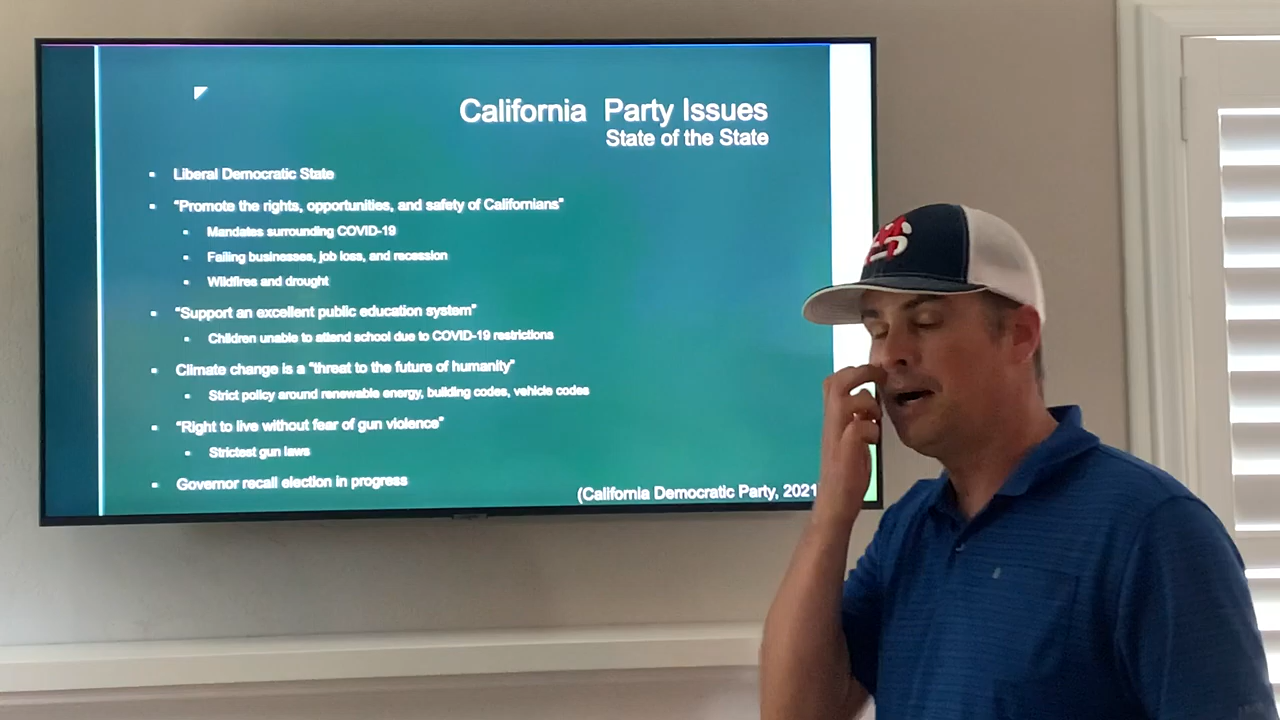 California Party Issues
State of the State
Liberal Democratic State
"Promote the rights, opportunities, and safety of Californians"
Mandates surrounding COVID-19
Failing businesses, job loss, and recession
Wildfires and drought
"Support an excellent public education system"
Children unable to attend school due to COVID-19 restrictions
Climate change is a "threat to the future of humanity"
Strict policy around renewable energy, building codes, vehicle codes
"Right to live without fear of gun violence"
Strictest gun laws
Governor recall election in progress
(California Democratic Party, 2021